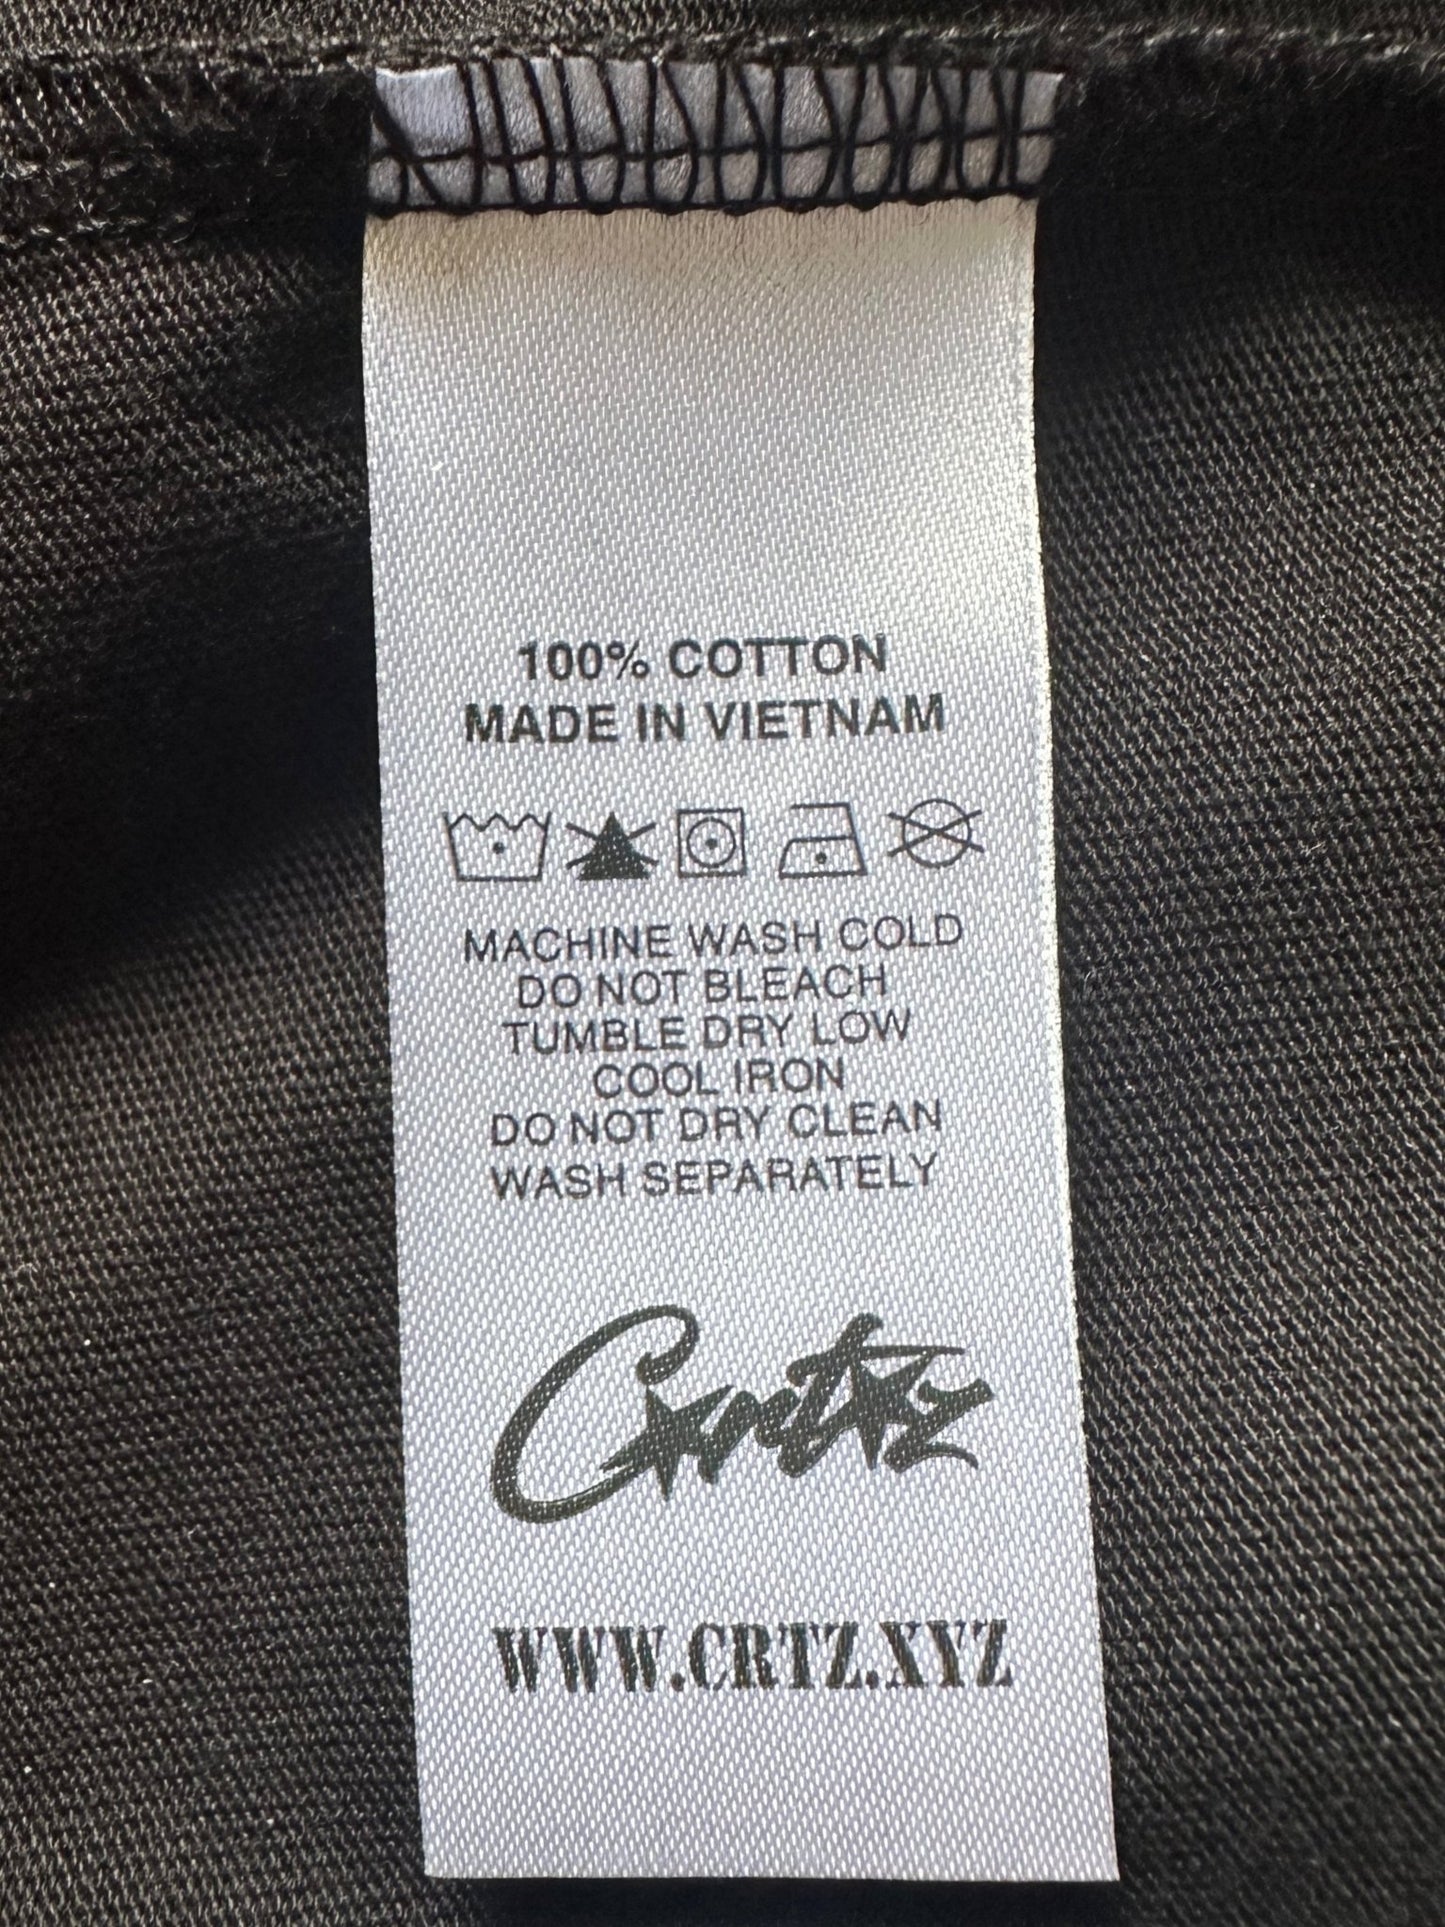 100% COTTON
MADE IN VIETNAM
MACHINE WASH COLD
DO NOT BLEACH
TUMBLE DRY LOW
COOL IRON
DO NOT DRY CLEAN
WASH SEPARATELY
Crtz
WWW.CRTZ.XYZ